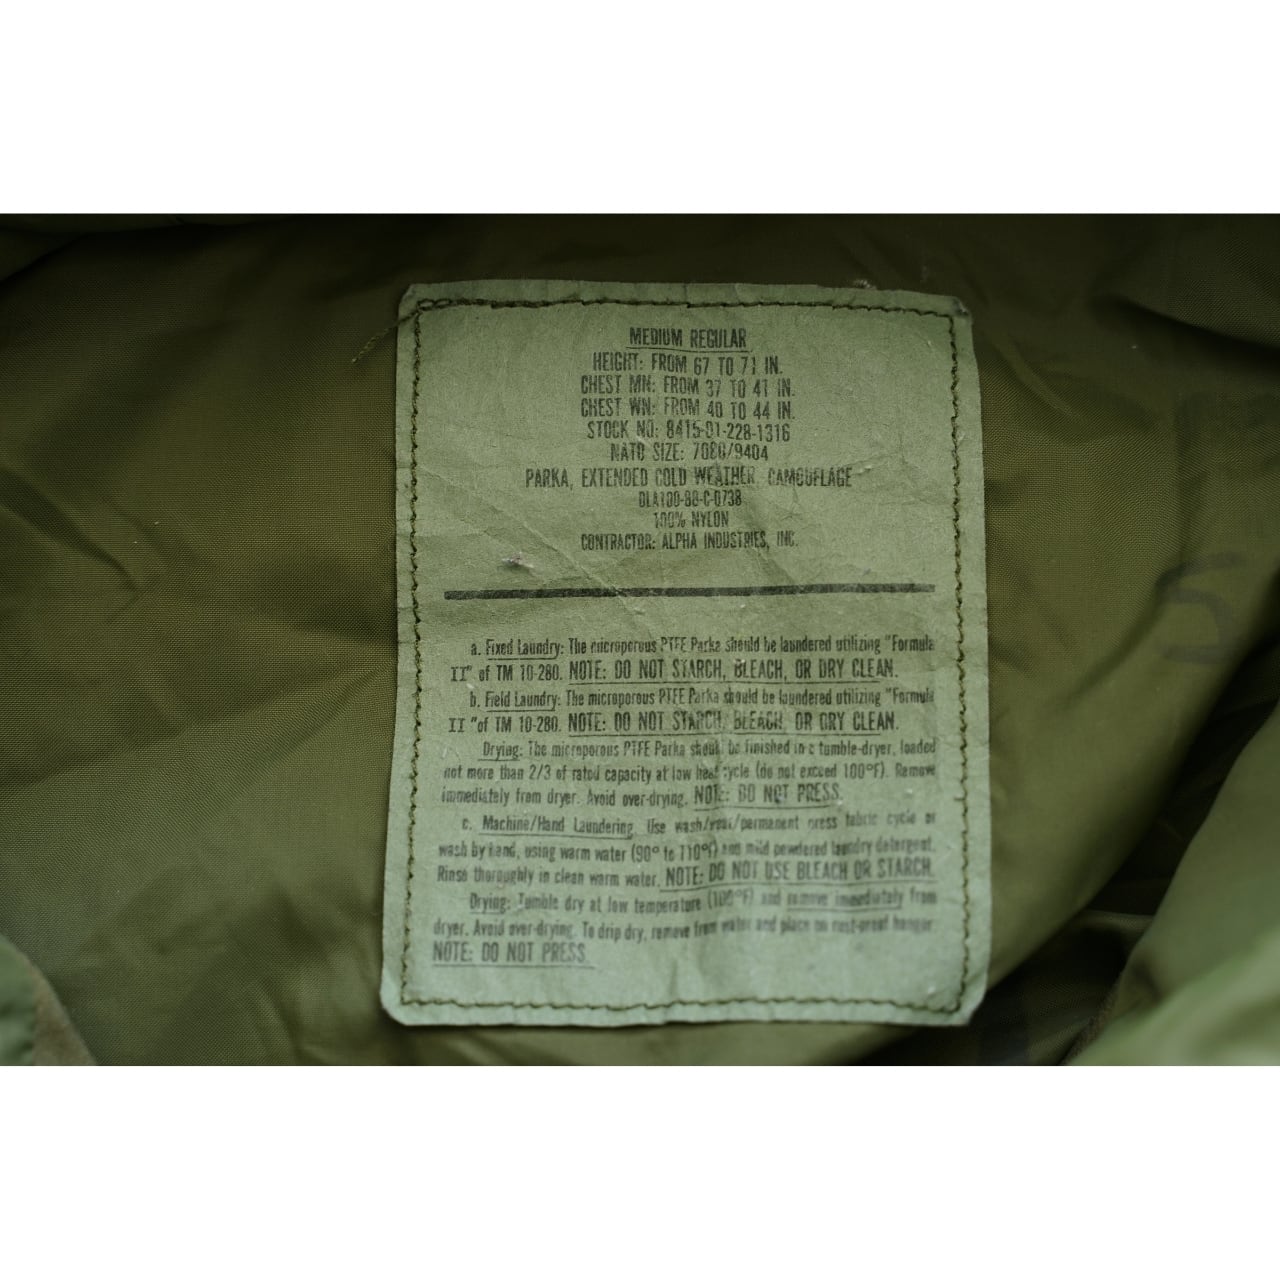 MEDIUM REGULAR
HEIGHT: FROM 67 TO 71 IN.
CHEST MN: FROM 37 TO 41 IN.
CHEST WN: FROM 40 TO 44 IN.
STOCK NO: 8415-01-228-1316
NATO SIZE: 7080/9404
PARKA, EXTENDED COLD WEATHER, CAMOUFLAGE
DLA100-88-C-0738
100% NYLON
CONTRACTOR: ALPHA INDUSTRIES, INC.
a. Fixed Laundry: The microporous PTFE Parka should be laundered utilizing "Formula
II" of TM 10-280. NOTE: DO NOT STARCH, BLEACH, OR DRY CLEAN.
b. Field Laundry: The microporous PTFE Parka should be laundered utilizing "Formula
II "of TM 10-280. NOTE: DO NOT STARCH, BLEACH, OR DRY CLEAN.
Drying: The microporous PTFE Parka should be finished in a tumble-dryer, loaded
not more than 2/3 of rated capacity at low heat cycle (do not exceed 100°F). Remove
immediately from dryer. Avoid over-drying. NOTE: DO NOT PRESS.
c. Machine/Hand Laundering. Use wash/wear/permanent press fabric cycle or
wash by hand, using warm water (90° to 110°F) and mild powdered laundry detergent.
Rinse thoroughly in clean warm water. NOTE: DO NOT USE BLEACH OR STARCH.
Drying: Tumble dry at low temperature (100°F) and remove immediately from
dryer. Avoid over-drying. To drip dry, remove from water and place on rust-proof hanger.
NOTE: DO NOT PRESS.